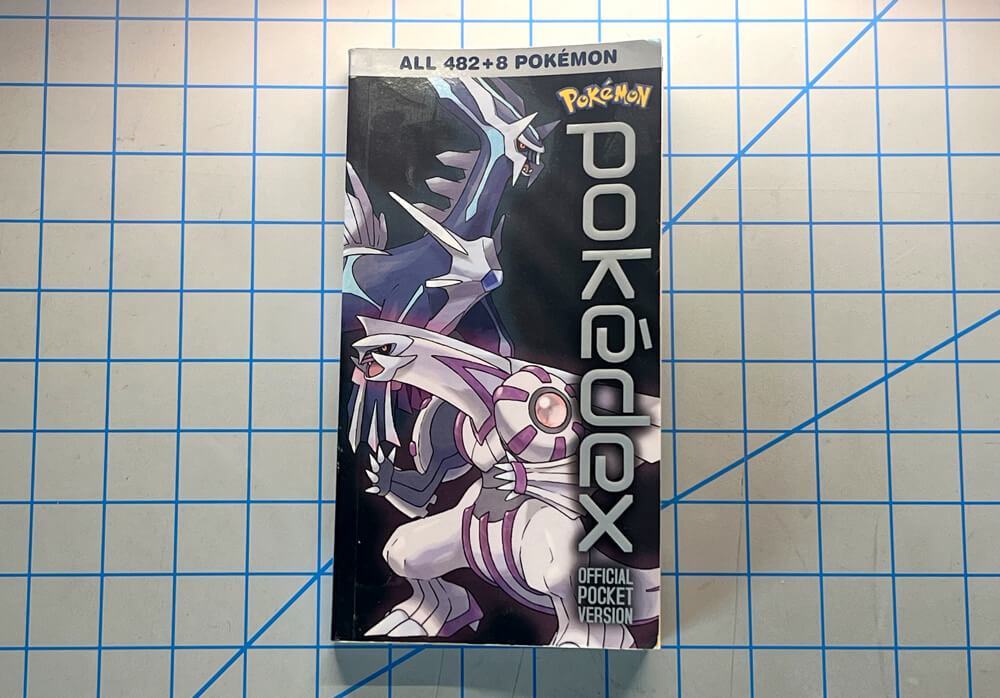 ALL 482+8 POKÉMON
POKéMON
pokédex
OFFICIAL
POCKET
VERSION